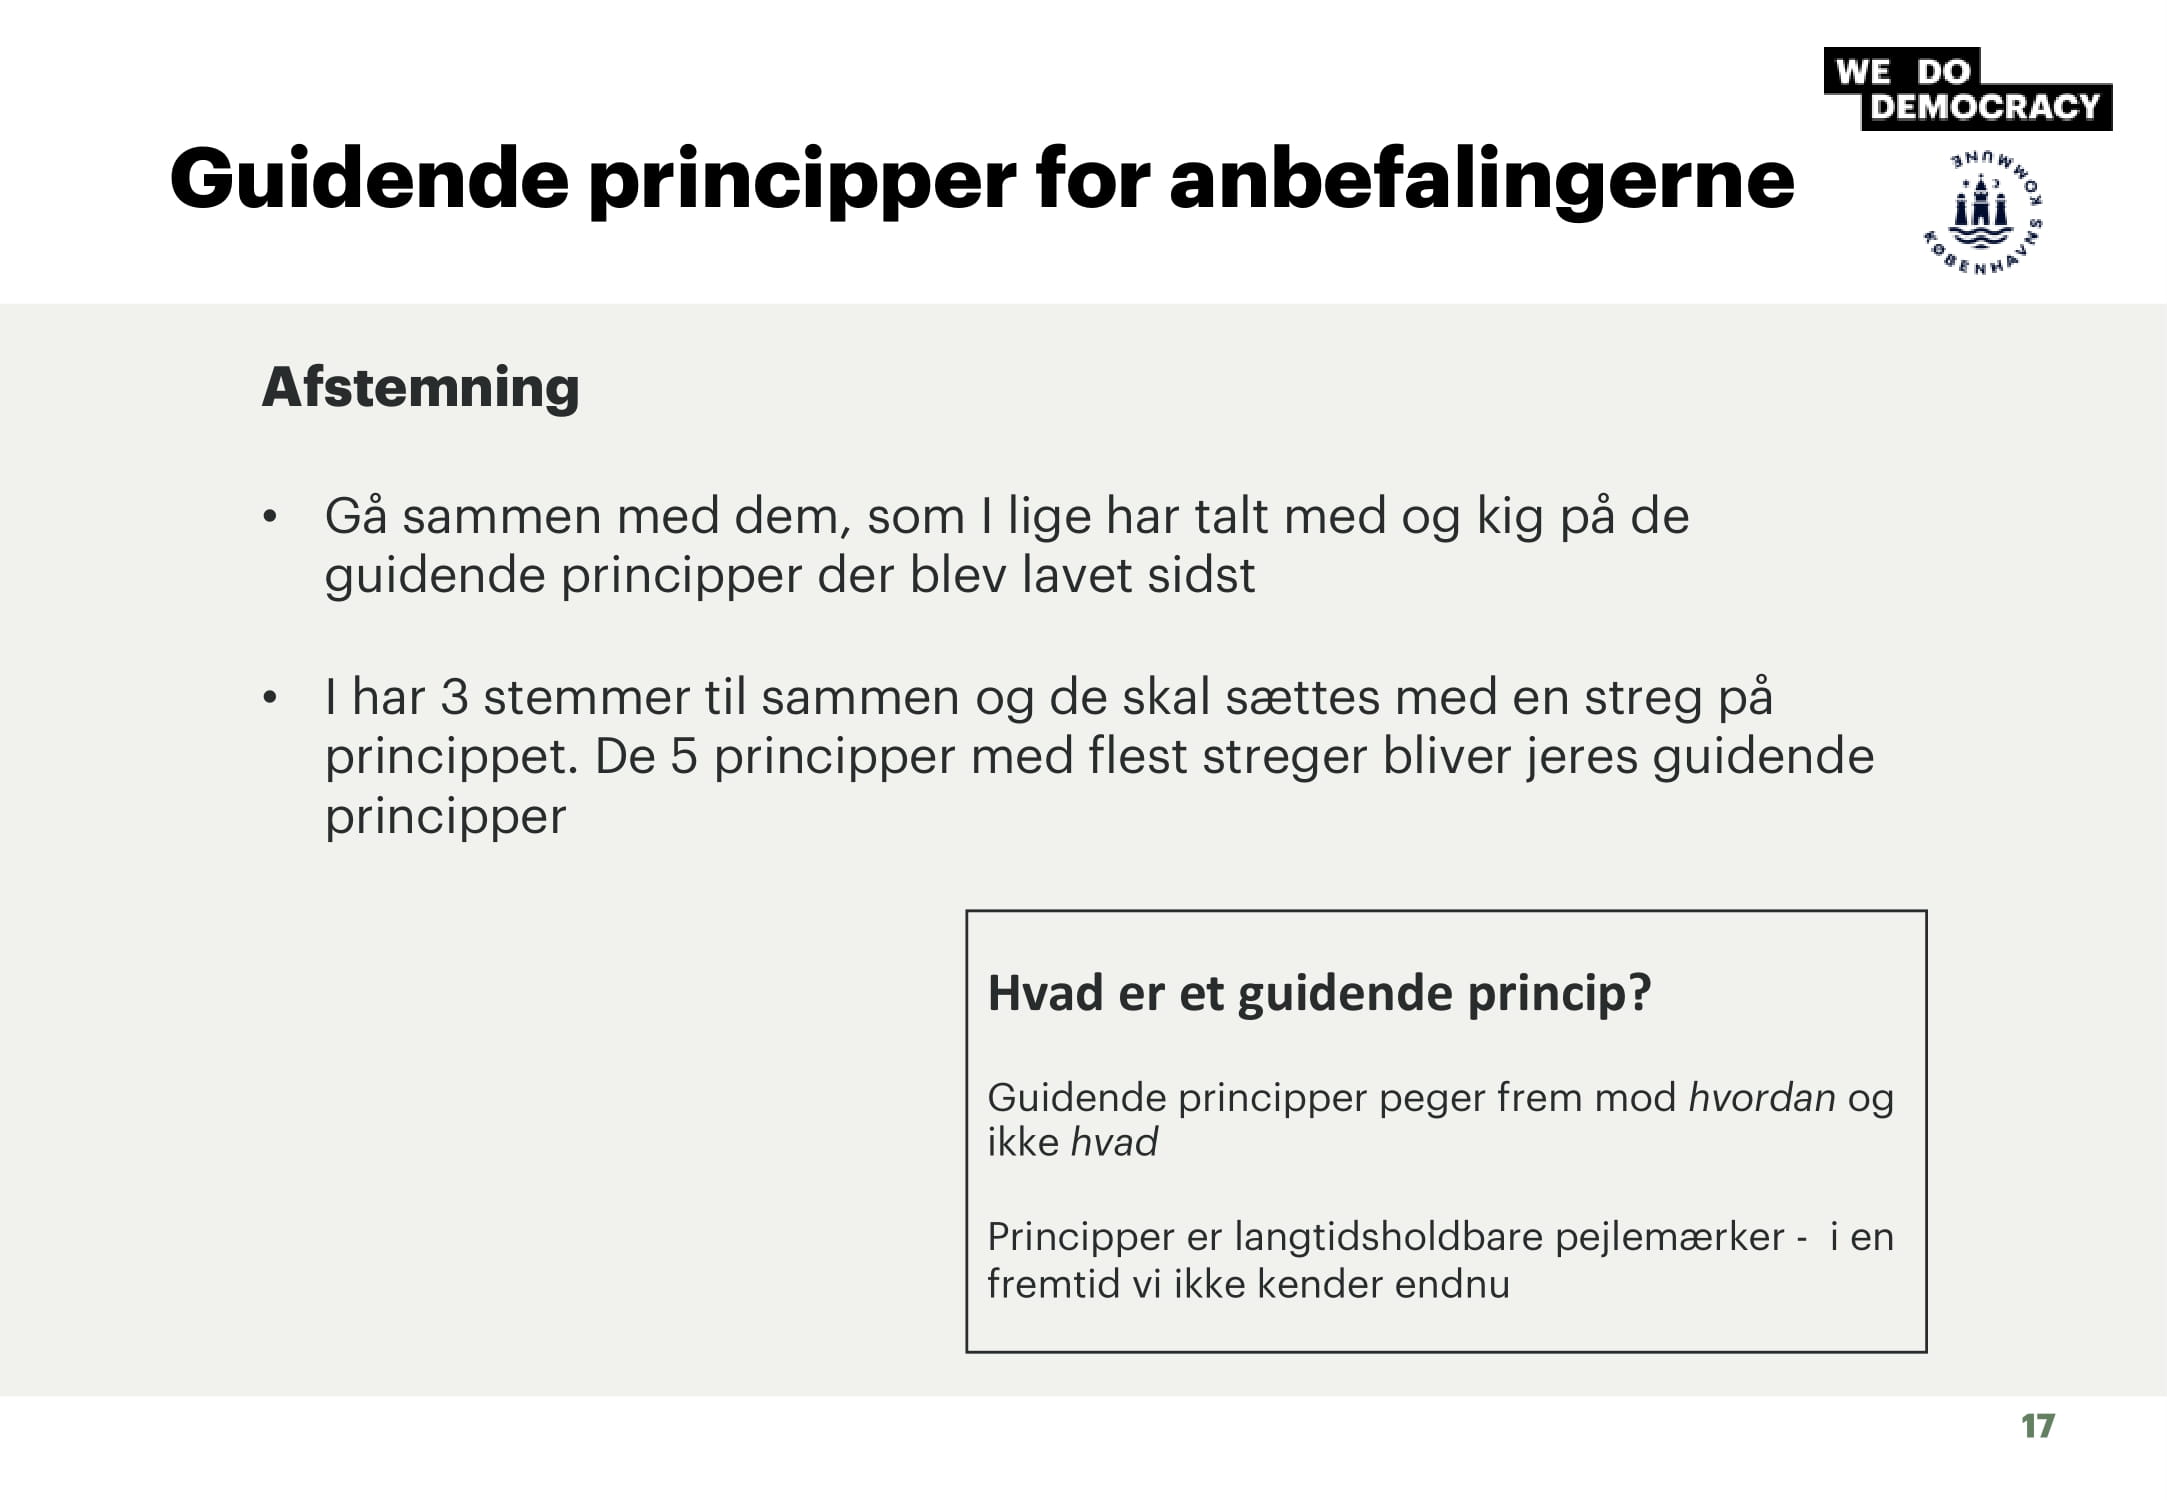 WE DO
DEMOCRACY
Guidende principper for anbefalingerne
KØBENHAVNS KOMMUNE
Afstemning
• Gå sammen med dem, som I lige har talt med og kig på de
guidende principper der blev lavet sidst
• I har 3 stemmer til sammen og de skal sættes med en streg på
princippet. De 5 principper med flest streger bliver jeres guidende
principper
Hvad er et guidende princip?
Guidende principper peger frem mod hvordan og
ikke hvad
Principper er langtidsholdbare pejlemærker -  i en
fremtid vi ikke kender endnu
17